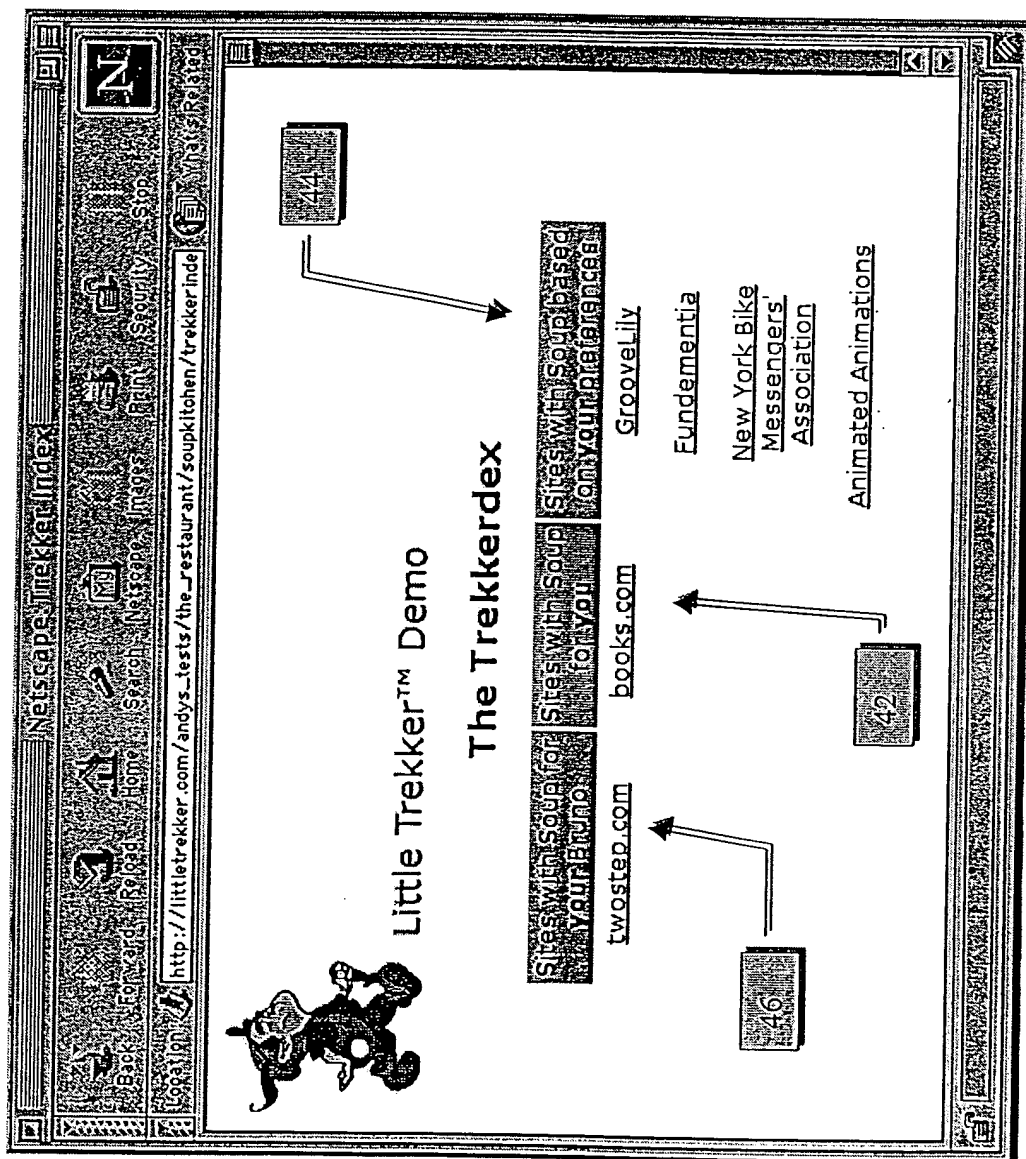 Netscape: Trekker Index
Back Forward Reload Home Search Netscape Images Print Security Stop
Location: http://littletrekker.com/andys_tests/the_restaurant/soupkitchen/trekkerinde What's Related
N
Little Trekker™ Demo
The Trekkerdex
44
Sites with Soup for your Bruno
Sites with Soup for you
Sites with Soup based on your preferences
twostep.com
books.com
GrooveLily
Fundementia
New York Bike
Messengers'
Association
Animated Animations
46
42